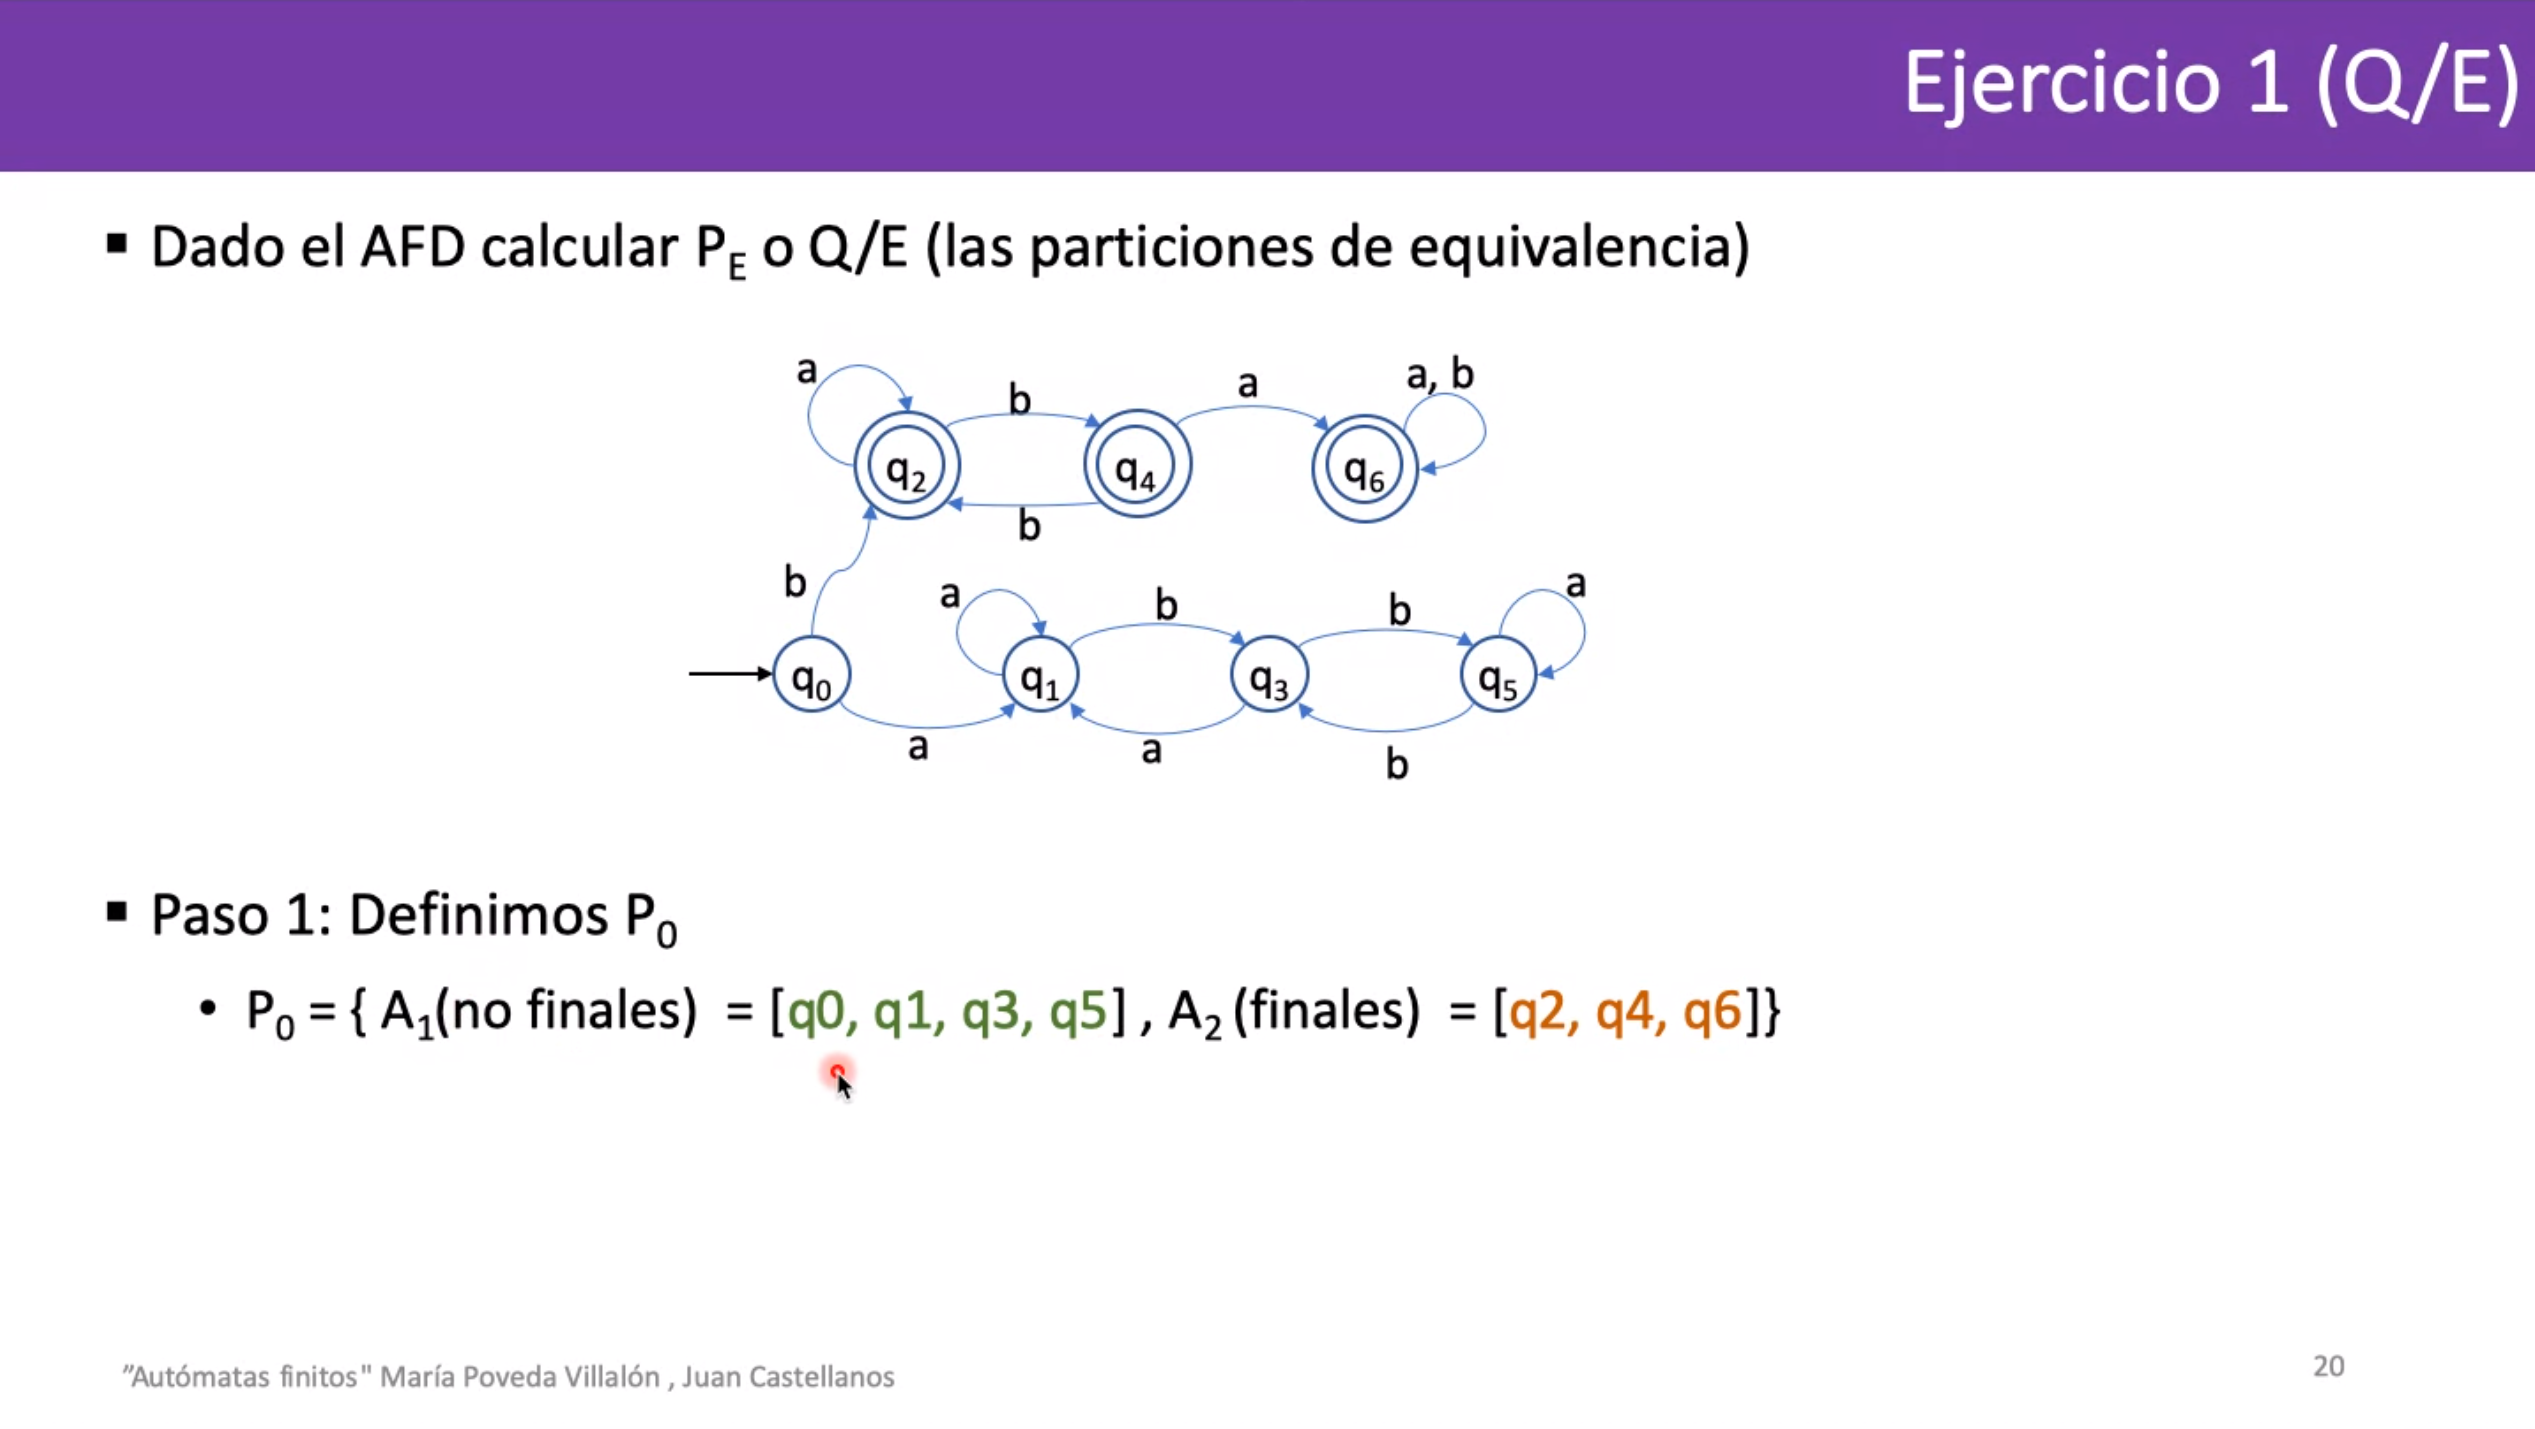 Ejercicio 1 (Q/E)
▪ Dado el AFD calcular P_E o Q/E (las particiones de equivalencia)
a
b
a
a, b
q₂
q₄
q₆
b
b
a
b
b
a
q₀
q₁
q₃
q₅
a
a
b
▪ Paso 1: Definimos P₀
• P₀ = { A₁(no finales) = [q0, q1, q3, q5] , A₂ (finales) = [q2, q4, q6]}
”Autómatas finitos" María Poveda Villalón , Juan Castellanos
20